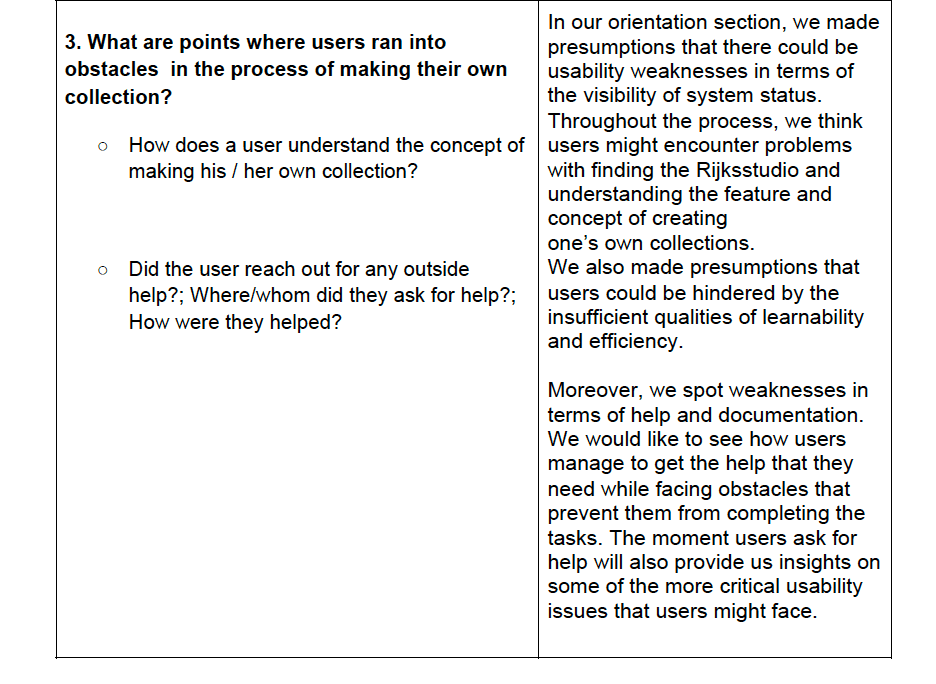 3. What are points where users ran into
obstacles  in the process of making their own
collection?
○ How does a user understand the concept of
making his / her own collection?
○ Did the user reach out for any outside
help?; Where/whom did they ask for help?;
How were they helped?
In our orientation section, we made
presumptions that there could be
usability weaknesses in terms of
the visibility of system status.
Throughout the process, we think
users might encounter problems
with finding the Rijksstudio and
understanding the feature and
concept of creating
one’s own collections.
We also made presumptions that
users could be hindered by the
insufficient qualities of learnability
and efficiency.
Moreover, we spot weaknesses in
terms of help and documentation.
We would like to see how users
manage to get the help that they
need while facing obstacles that
prevent them from completing the
tasks. The moment users ask for
help will also provide us insights on
some of the more critical usability
issues that users might face.